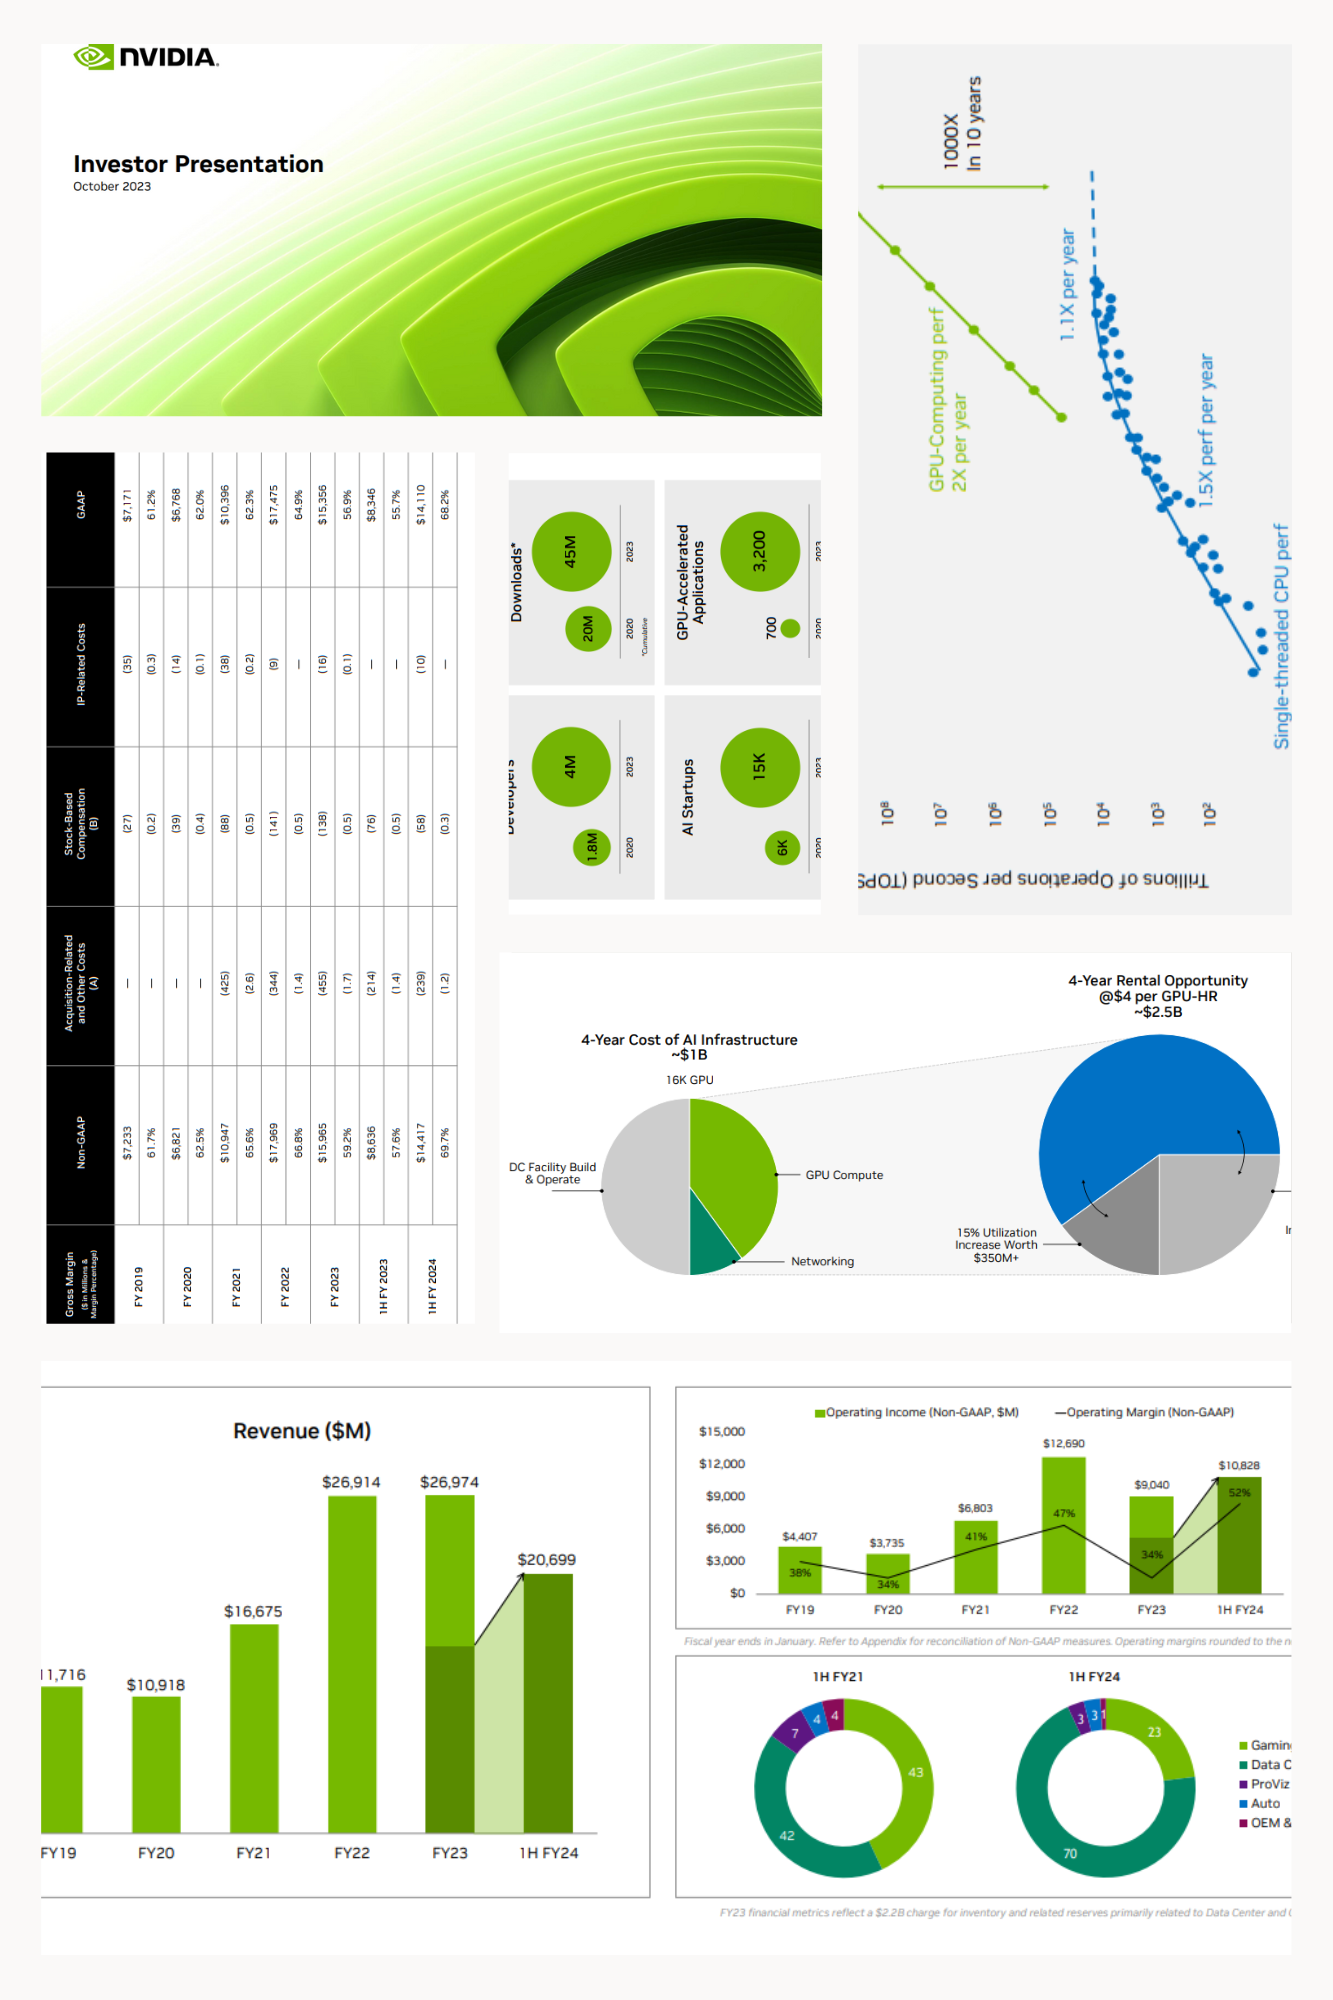 NVIDIA.
Investor Presentation
October 2023
1000X
In 10 years
GPU-Computing perf
2X per year
1.1X per year
1.5X perf per year
Single-threaded CPU perf
10⁸
10⁷
10⁶
10⁵
10⁴
10³
10²
Trillions of Operations per Second (TOPS
Gross Margin
($ in Millions &
Margin Percentage)
Non-GAAP
Acquisition-Related
and Other Costs
(A)
Stock-Based
Compensation
(B)
IP-Related Costs
GAAP
FY 2019
$7,233 — (27) (35) $7,171
61.7% — (0.2) (0.3) 61.2%
FY 2020
$6,821 — (39) (14) $6,768
62.5% — (0.4) (0.1) 62.0%
FY 2021
$10,947 (425) (88) (38) $10,396
65.6% (2.6) (0.5) (0.2) 62.3%
FY 2022
$17,969 (344) (141) (9) $17,475
66.8% (1.4) (0.5) — 64.9%
FY 2023
$15,965 (455) (138) (16) $15,356
59.2% (1.7) (0.5) (0.1) 56.9%
1H FY 2023
$8,636 (214) (76) — $8,346
57.6% (1.4) (0.5) — 55.7%
1H FY 2024
$14,417 (239) (58) (10) $14,110
69.7% (1.2) (0.3) — 68.2%
Developers
1.8M 4M
2020 2023
Downloads*
20M 45M
2020 2023
*Cumulative
AI Startups
6K 15K
2020 2023
GPU-Accelerated
Applications
700 3,200
2020 2023
4-Year Cost of AI Infrastructure
~$1B
16K GPU
DC Facility Build
& Operate
GPU Compute
Networking
4-Year Rental Opportunity
@$4 per GPU-HR
~$2.5B
15% Utilization
Increase Worth
$350M+
Revenue ($M)
11,716
$10,918
$16,675
$26,914
$26,974
$20,699
FY19 FY20 FY21 FY22 FY23 1H FY24
Operating Income (Non-GAAP, $M) Operating Margin (Non-GAAP)
$15,000
$12,000
$9,000
$6,000
$3,000
$0
$4,407
$3,735
$6,803
$12,690
$9,040
$10,828
38%
34%
41%
47%
34%
52%
FY19 FY20 FY21 FY22 FY23 1H FY24
Fiscal year ends in January. Refer to Appendix for reconciliation of Non-GAAP measures. Operating margins rounded to the
1H FY21
43
42
7
4
4
1H FY24
23
70
3
3
1
Gaming
Data C
ProViz
Auto
OEM &
FY23 financial metrics reflect a $2.2B charge for inventory and related reserves primarily related to Data Center and